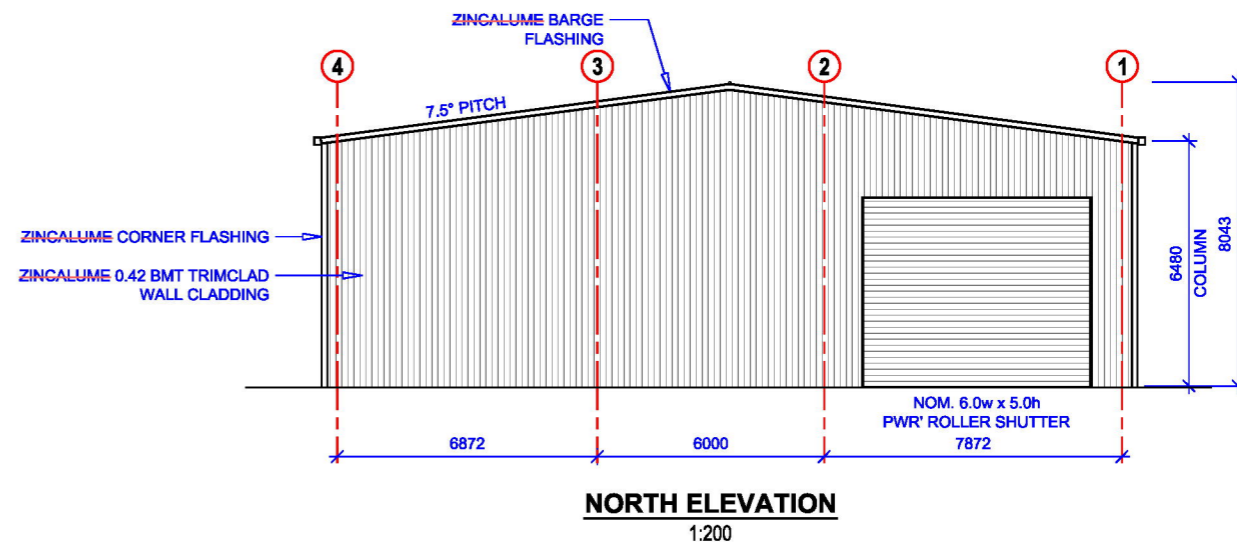 ZINCALUME BARGE
FLASHING
4
3
2
1
7.5° PITCH
ZINCALUME CORNER FLASHING
ZINCALUME 0.42 BMT TRIMCLAD
WALL CLADDING
6480
COLUMN
8043
NOM. 6.0w x 5.0h
PWR' ROLLER SHUTTER
6872
6000
7872
NORTH ELEVATION
1:200